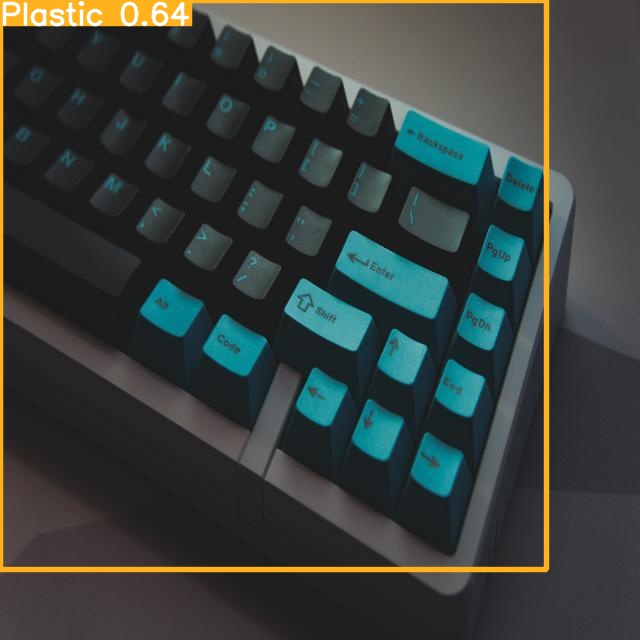 Plastic 0.64
Backspace
Delete
Y U I O P [ ] \
PgUp
G H J K L ; '
Enter
PgDn
B N M , < . > / ?
Shift
End
Alt
Code